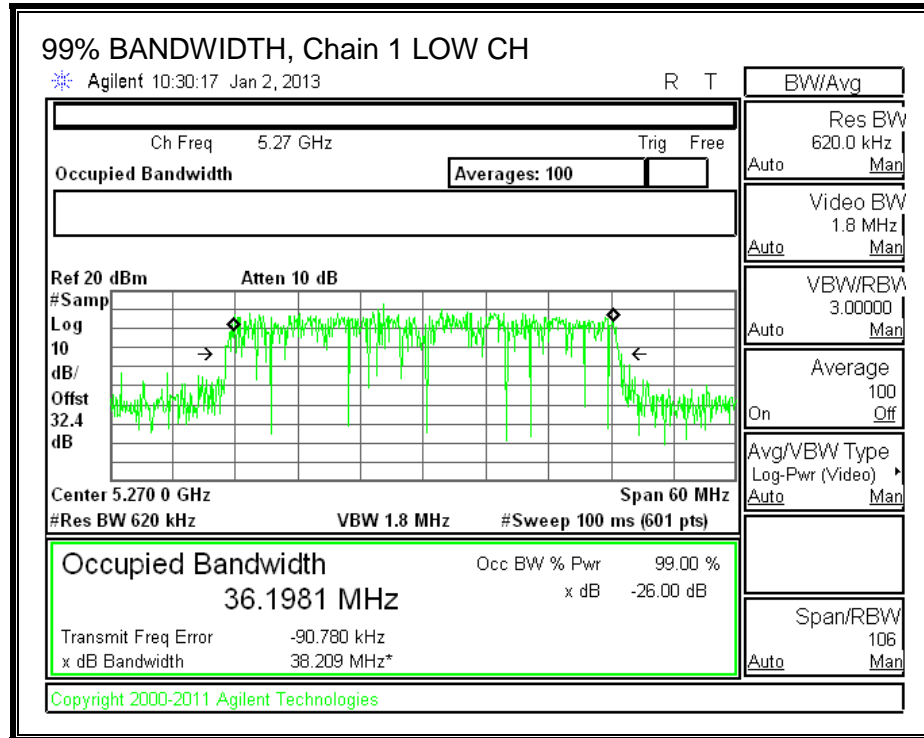 99% BANDWIDTH, Chain 1 LOW CH
Agilent 10:30:17 Jan 2, 2013 R T
Ch Freq 5.27 GHz Trig Free
Occupied Bandwidth Averages: 100
Ref 20 dBm Atten 10 dB
#Samp
Log
10
dB/
Offst
32.4
dB
Center 5.270 0 GHz Span 60 MHz
#Res BW 620 kHz VBW 1.8 MHz #Sweep 100 ms (601 pts)
Occupied Bandwidth Occ BW % Pwr 99.00 %
36.1981 MHz x dB -26.00 dB
Transmit Freq Error -90.780 kHz
x dB Bandwidth 38.209 MHz*
Copyright 2000-2011 Agilent Technologies
BW/Avg
Res BW
620.0 kHz
Auto Man
Video BW
1.8 MHz
Auto Man
VBW/RBW
3.00000
Auto Man
Average
100
On Off
Avg/VBW Type
Log-Pwr (Video)
Auto Man
Span/RBW
106
Auto Man